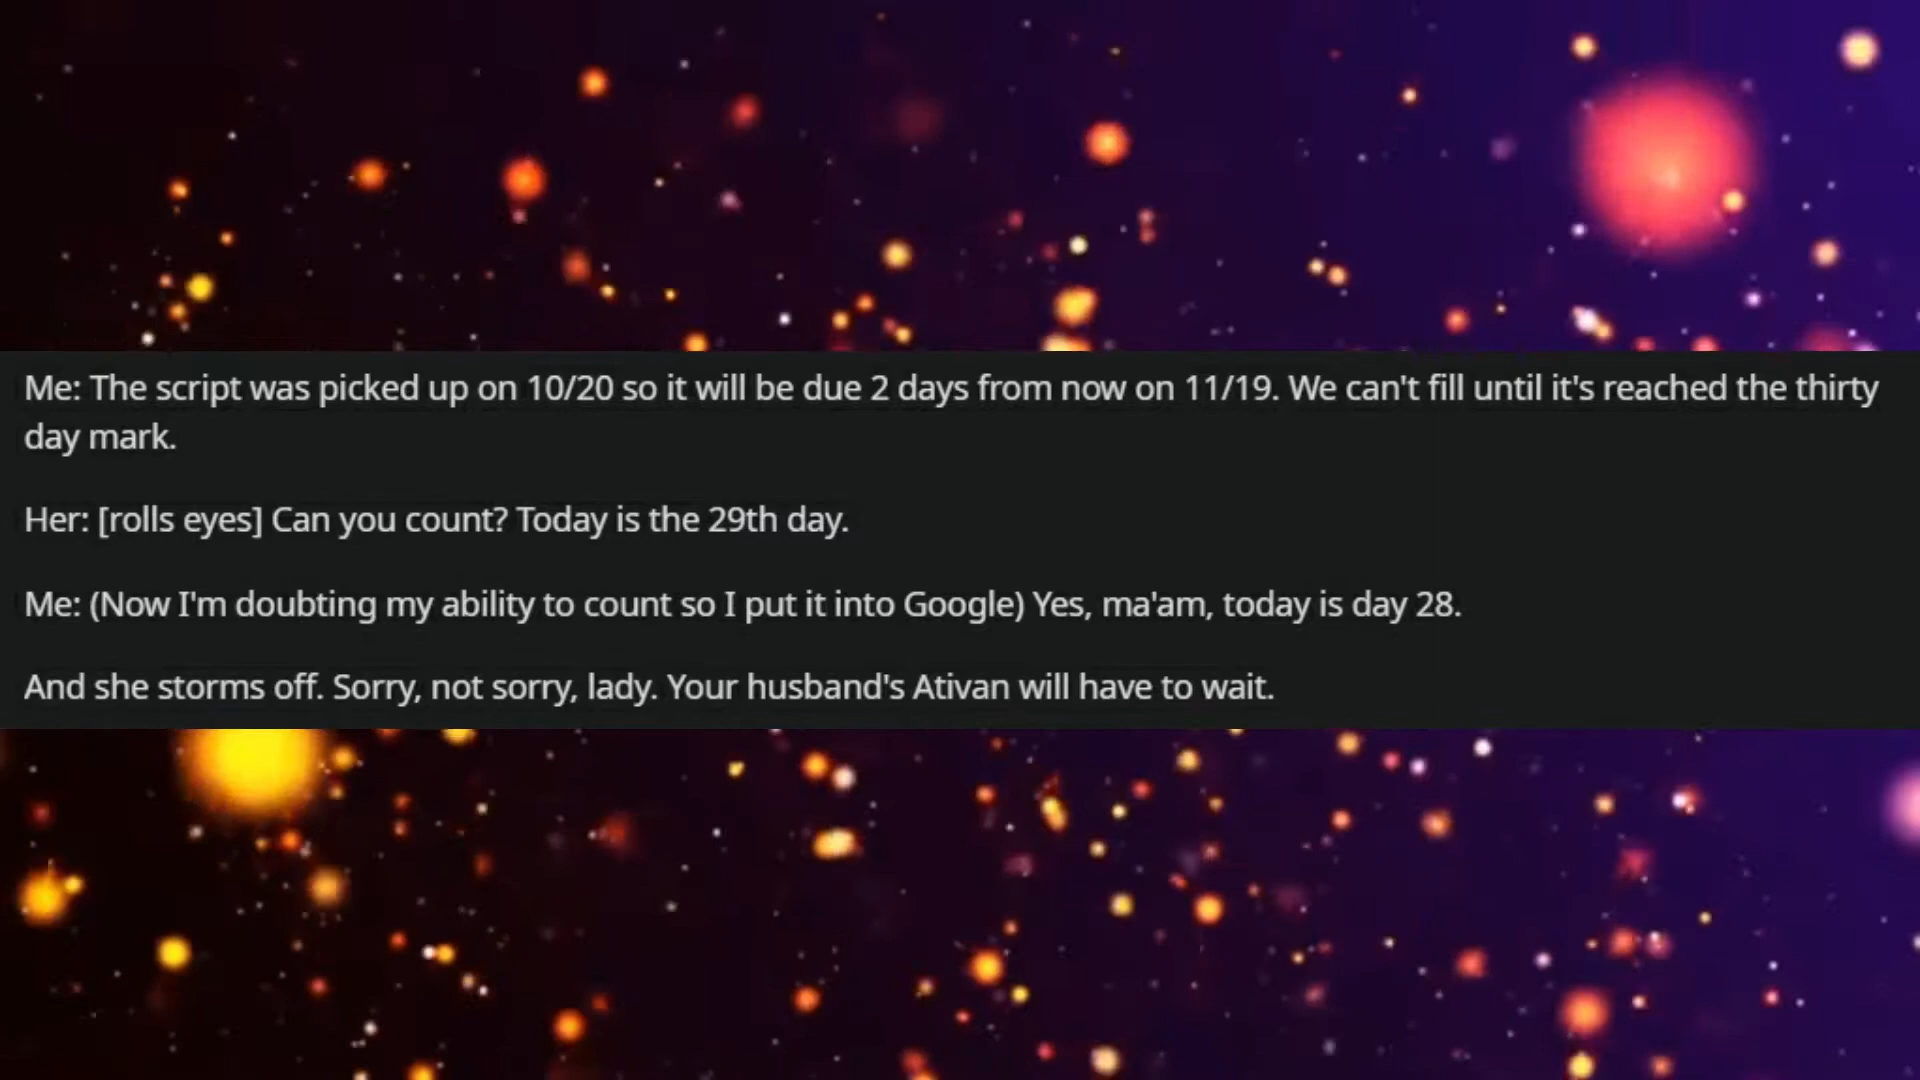 Me: The script was picked up on 10/20 so it will be due 2 days from now on 11/19. We can't fill until it's reached the thirty
day mark.
Her: [rolls eyes] Can you count? Today is the 29th day.
Me: (Now I'm doubting my ability to count so I put it into Google) Yes, ma'am, today is day 28.
And she storms off. Sorry, not sorry, lady. Your husband's Ativan will have to wait.